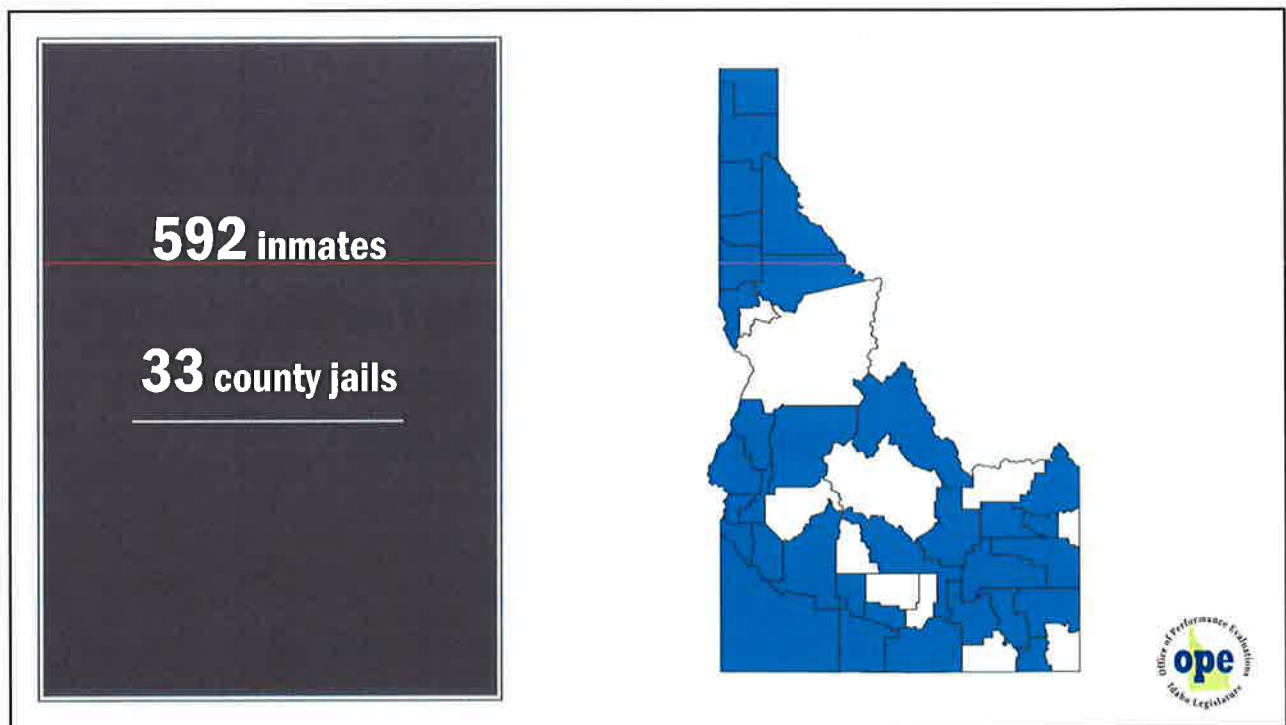 592 inmates
33 county jails
Office of Performance Evaluations
ope
Idaho Legislature